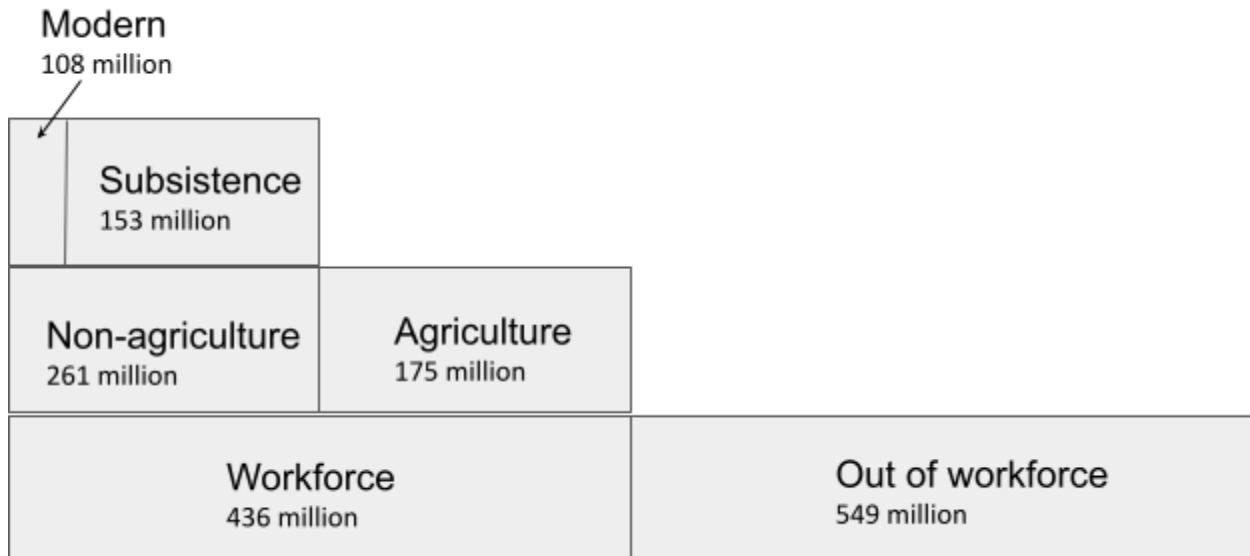 Modern
108 million
Subsistence
153 million
Non-agriculture
261 million
Agriculture
175 million
Workforce
436 million
Out of workforce
549 million